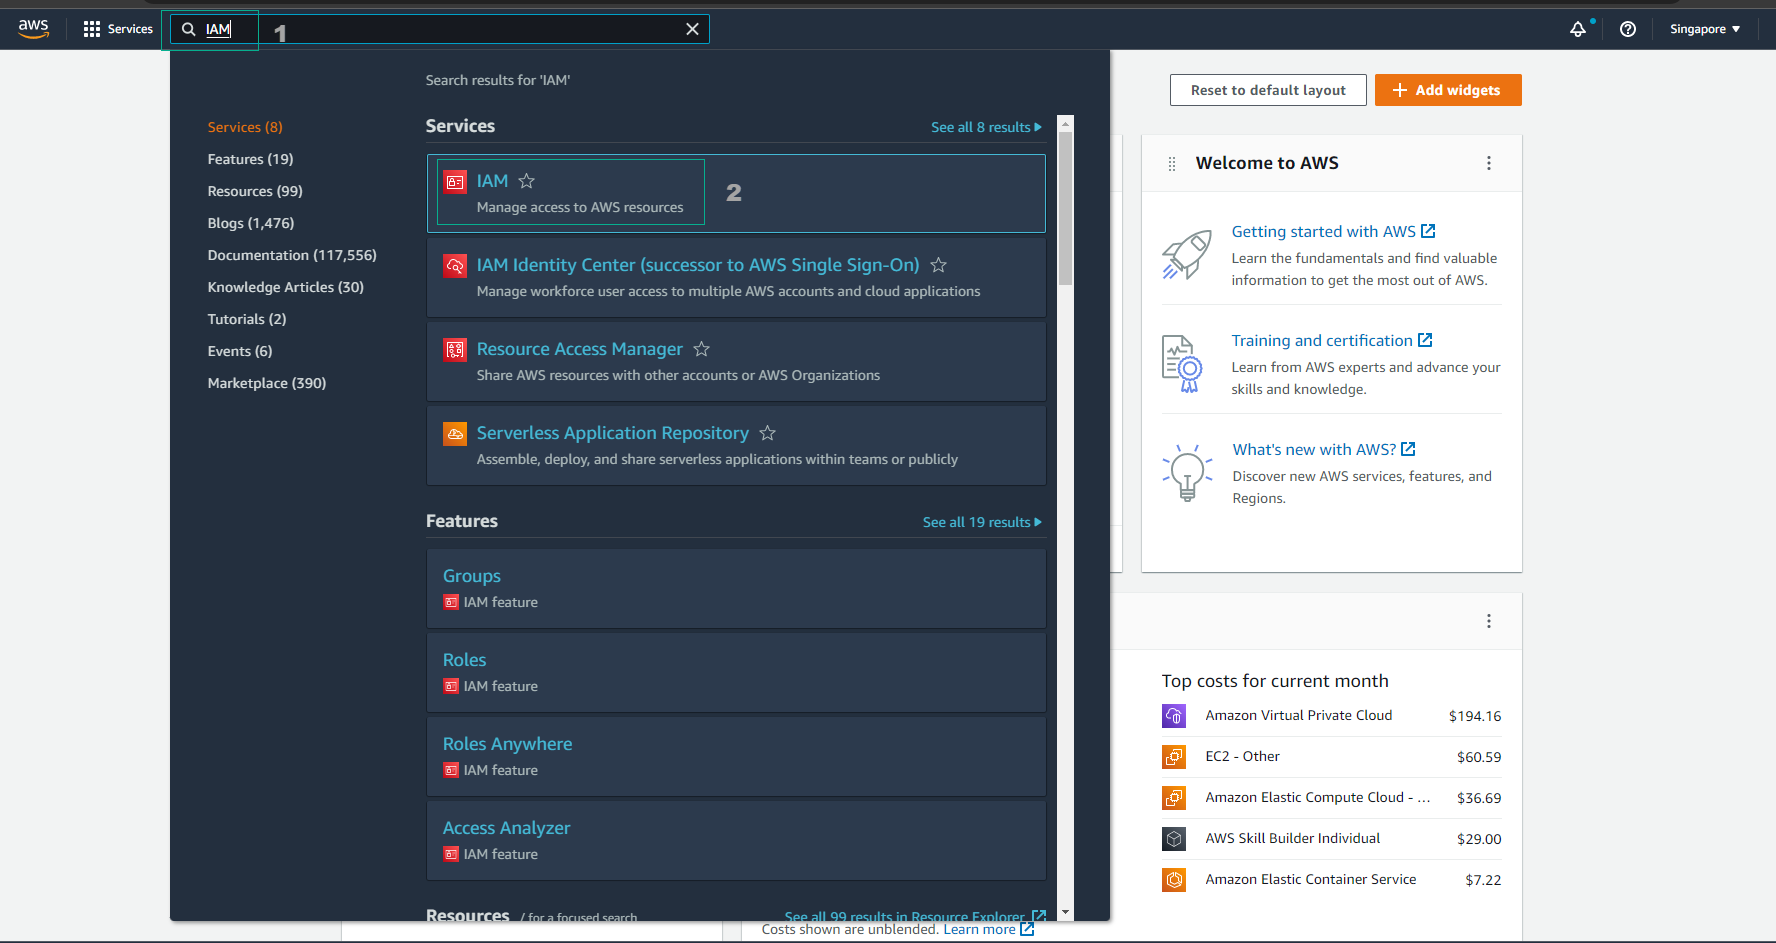 aws
Services
IAM
1
Singapore
Search results for 'IAM'
Services (8)
Features (19)
Resources (99)
Blogs (1,476)
Documentation (117,556)
Knowledge Articles (30)
Tutorials (2)
Events (6)
Marketplace (390)
Services
See all 8 results
IAM
Manage access to AWS resources
2
IAM Identity Center (successor to AWS Single Sign-On)
Manage workforce user access to multiple AWS accounts and cloud applications
Resource Access Manager
Share AWS resources with other accounts or AWS Organizations
Serverless Application Repository
Assemble, deploy, and share serverless applications within teams or publicly
Features
See all 19 results
Groups
IAM feature
Roles
IAM feature
Roles Anywhere
IAM feature
Access Analyzer
IAM feature
Resources / for a focused search
See all 99 results in Resource Explorer
Costs shown are unblended. Learn more
Reset to default layout
+ Add widgets
Welcome to AWS
Getting started with AWS
Learn the fundamentals and find valuable
information to get the most out of AWS.
Training and certification
Learn from AWS experts and advance your
skills and knowledge.
What's new with AWS?
Discover new AWS services, features, and
Regions.
Top costs for current month
Amazon Virtual Private Cloud $194.16
EC2 - Other $60.59
Amazon Elastic Compute Cloud - ... $36.69
AWS Skill Builder Individual $29.00
Amazon Elastic Container Service $7.22